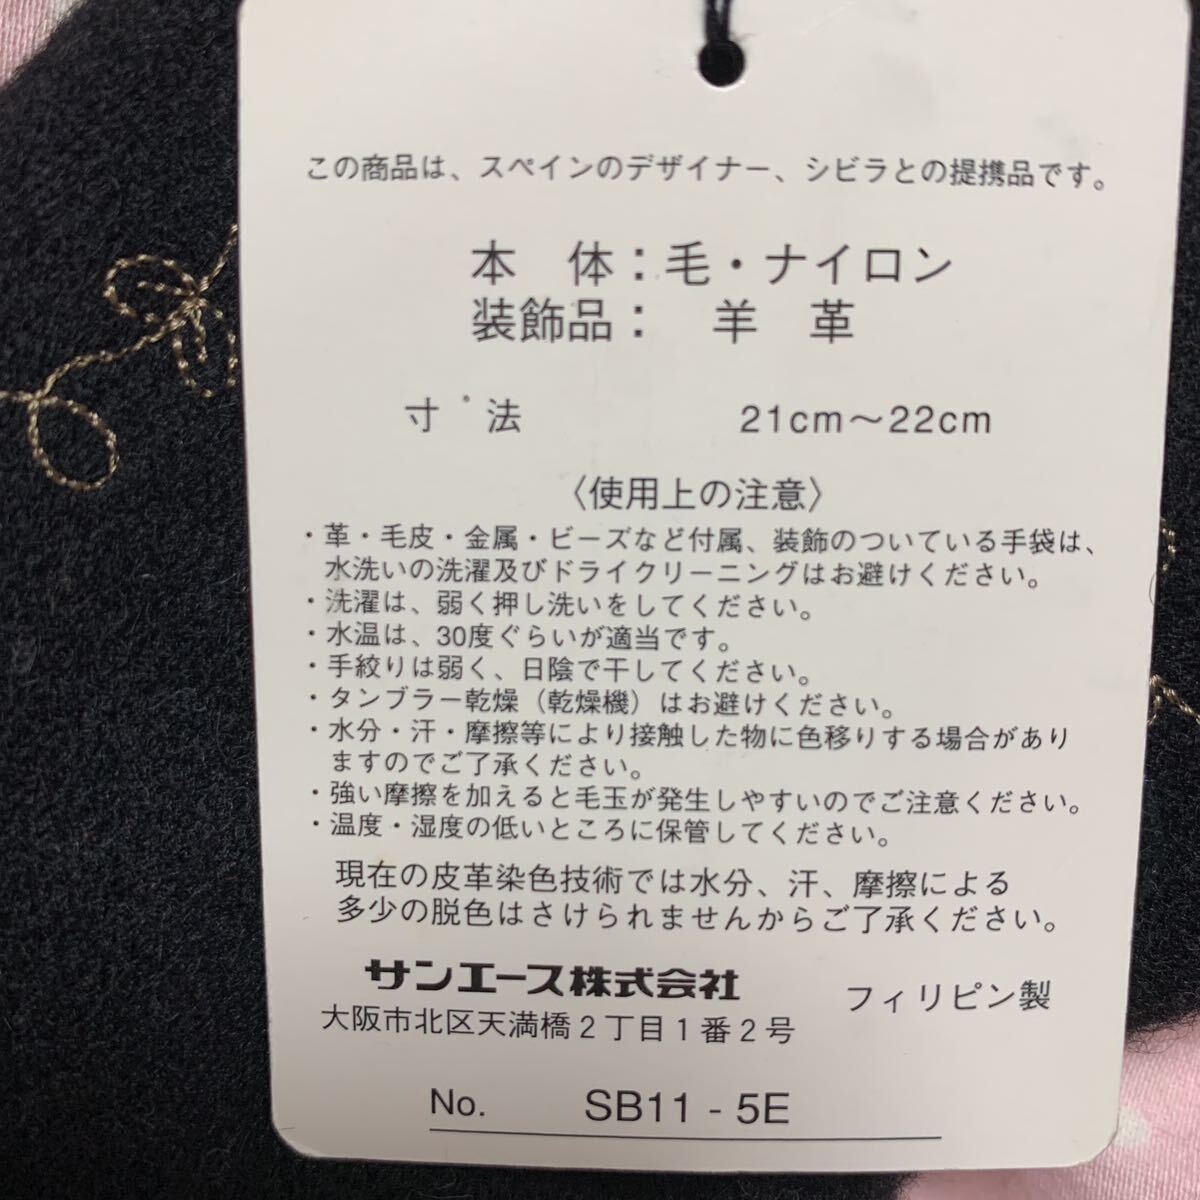 この商品は、スペインのデザイナー、シビラとの提携品です。
本　体：毛・ナイロン
装飾品：　羊　革
寸　法　21cm～22cm
〈使用上の注意〉
・革・毛皮・金属・ビーズなど付属、装飾のついている手袋は、
水洗いの洗濯及びドライクリーニングはお避けください。
・洗濯は、弱く押し洗いをしてください。
・水温は、30度ぐらいが適当です。
・手絞りは弱く、日陰で干してください。
・タンブラー乾燥（乾燥機）はお避けください。
・水分・汗・摩擦等により接触した物に色移りする場合があり
ますのでご了承ください。
・強い摩擦を加えると毛玉が発生しやすいのでご注意ください。
・温度・湿度の低いところに保管してください。
現在の皮革染色技術では水分、汗、摩擦による
多少の脱色はさけられませんからご了承ください。
サンエース株式会社　フィリピン製
大阪市北区天満橋2丁目1番2号
No.　SB11 - 5E